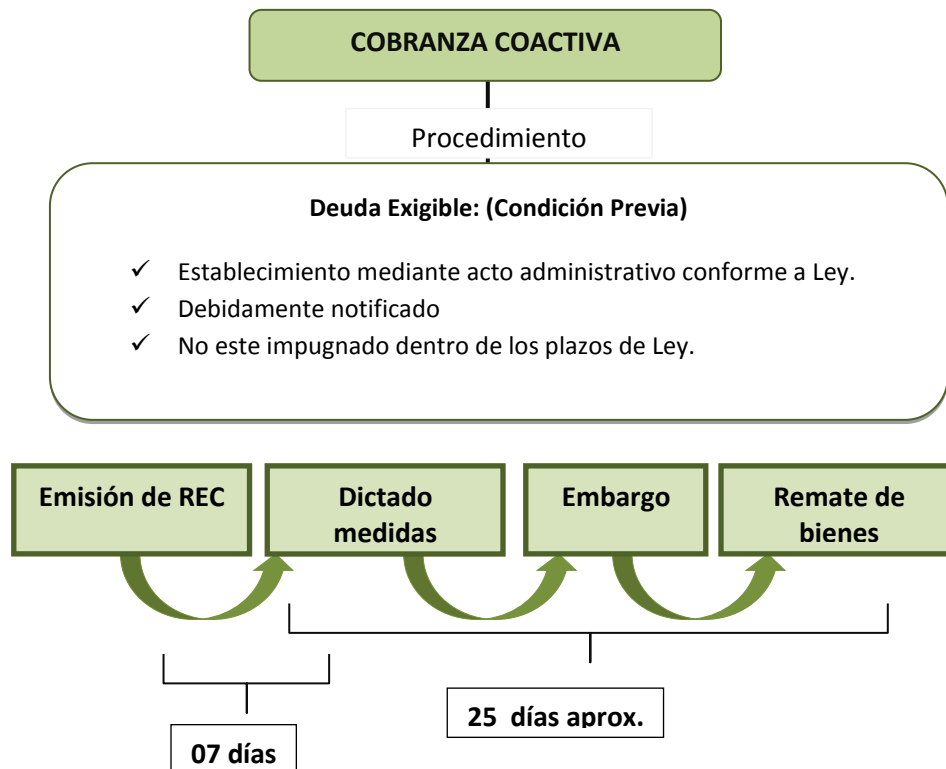 COBRANZA COACTIVA
Procedimiento
Deuda Exigible: (Condición Previa)
✓ Establecimiento mediante acto administrativo conforme a Ley.
✓ Debidamente notificado
✓ No este impugnado dentro de los plazos de Ley.
Emisión de REC
Dictado
medidas
Embargo
Remate de
bienes
25 días aprox.
07 días